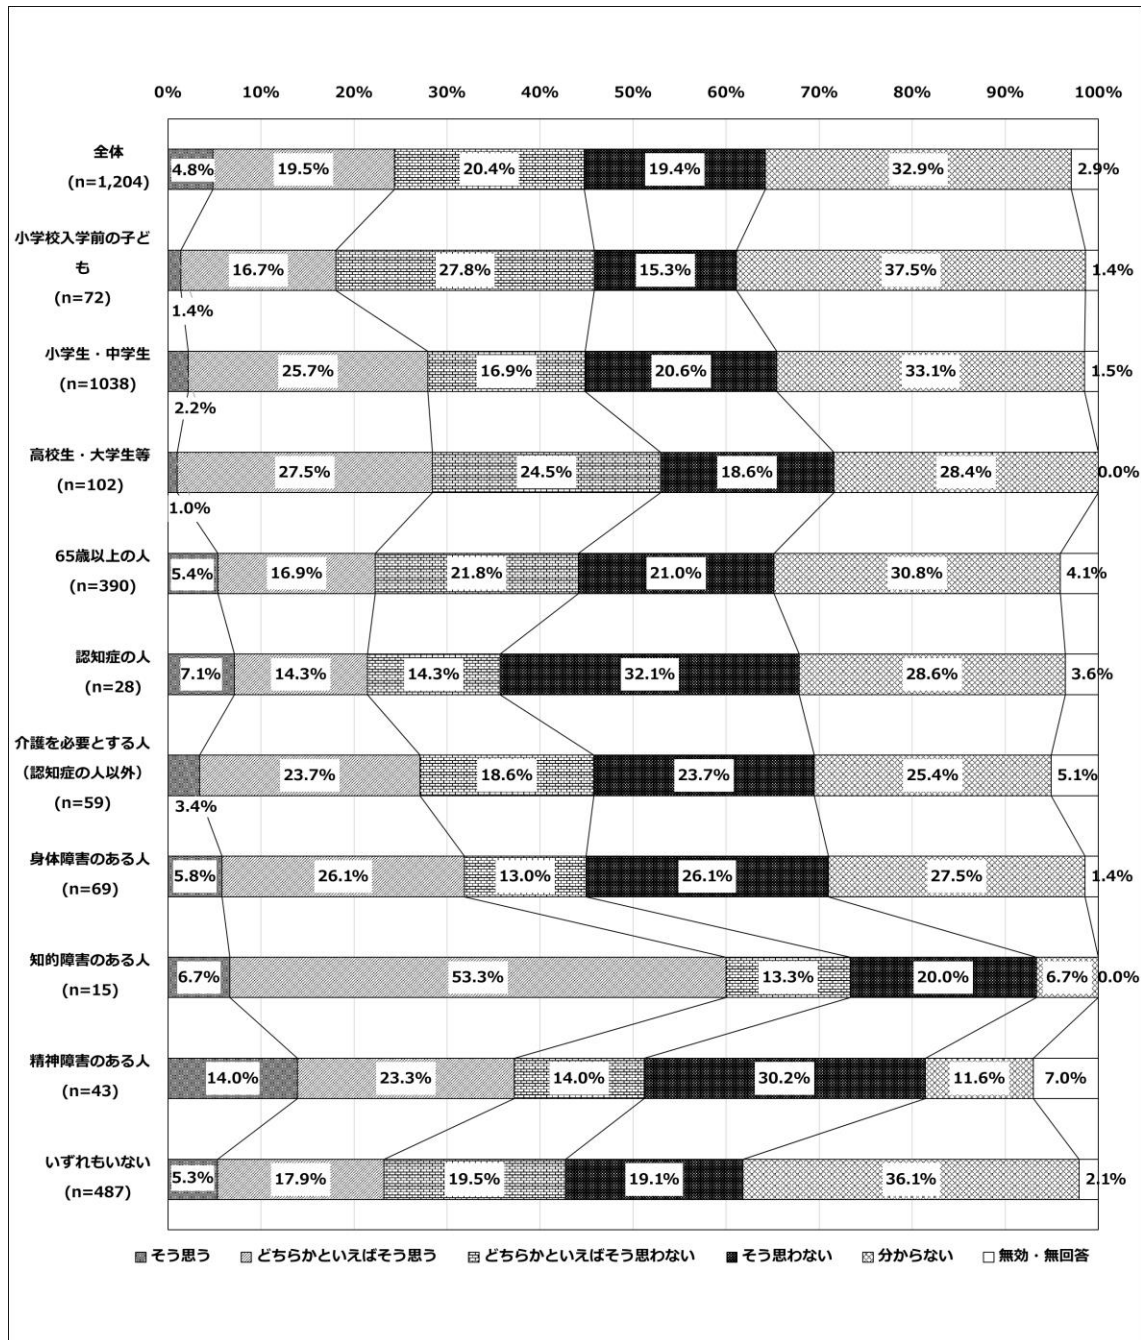 0% 10% 20% 30% 40% 50% 60% 70% 80% 90% 100%
全体
(n=1,204)
4.8% 19.5% 20.4% 19.4% 32.9% 2.9%
小学校入学前の子ど
も
(n=72)
16.7% 27.8% 15.3% 37.5% 1.4%
1.4%
小学生・中学生
(n=1038)
25.7% 16.9% 20.6% 33.1% 1.5%
2.2%
高校生・大学生等
(n=102)
27.5% 24.5% 18.6% 28.4% 0.0%
1.0%
65歳以上の人
(n=390)
5.4% 16.9% 21.8% 21.0% 30.8% 4.1%
認知症の人
(n=28)
7.1% 14.3% 14.3% 32.1% 28.6% 3.6%
介護を必要とする人
(認知症の人以外)
(n=59)
23.7% 18.6% 23.7% 25.4% 5.1%
3.4%
身体障害のある人
(n=69)
5.8% 26.1% 13.0% 26.1% 27.5% 1.4%
知的障害のある人
(n=15)
6.7% 53.3% 13.3% 20.0% 6.7% 0.0%
精神障害のある人
(n=43)
14.0% 23.3% 14.0% 30.2% 11.6% 7.0%
いずれもいない
(n=487)
5.3% 17.9% 19.5% 19.1% 36.1% 2.1%
そう思う どちらかといえばそう思う どちらかといえばそう思わない そう思わない 分からない 無効・無回答